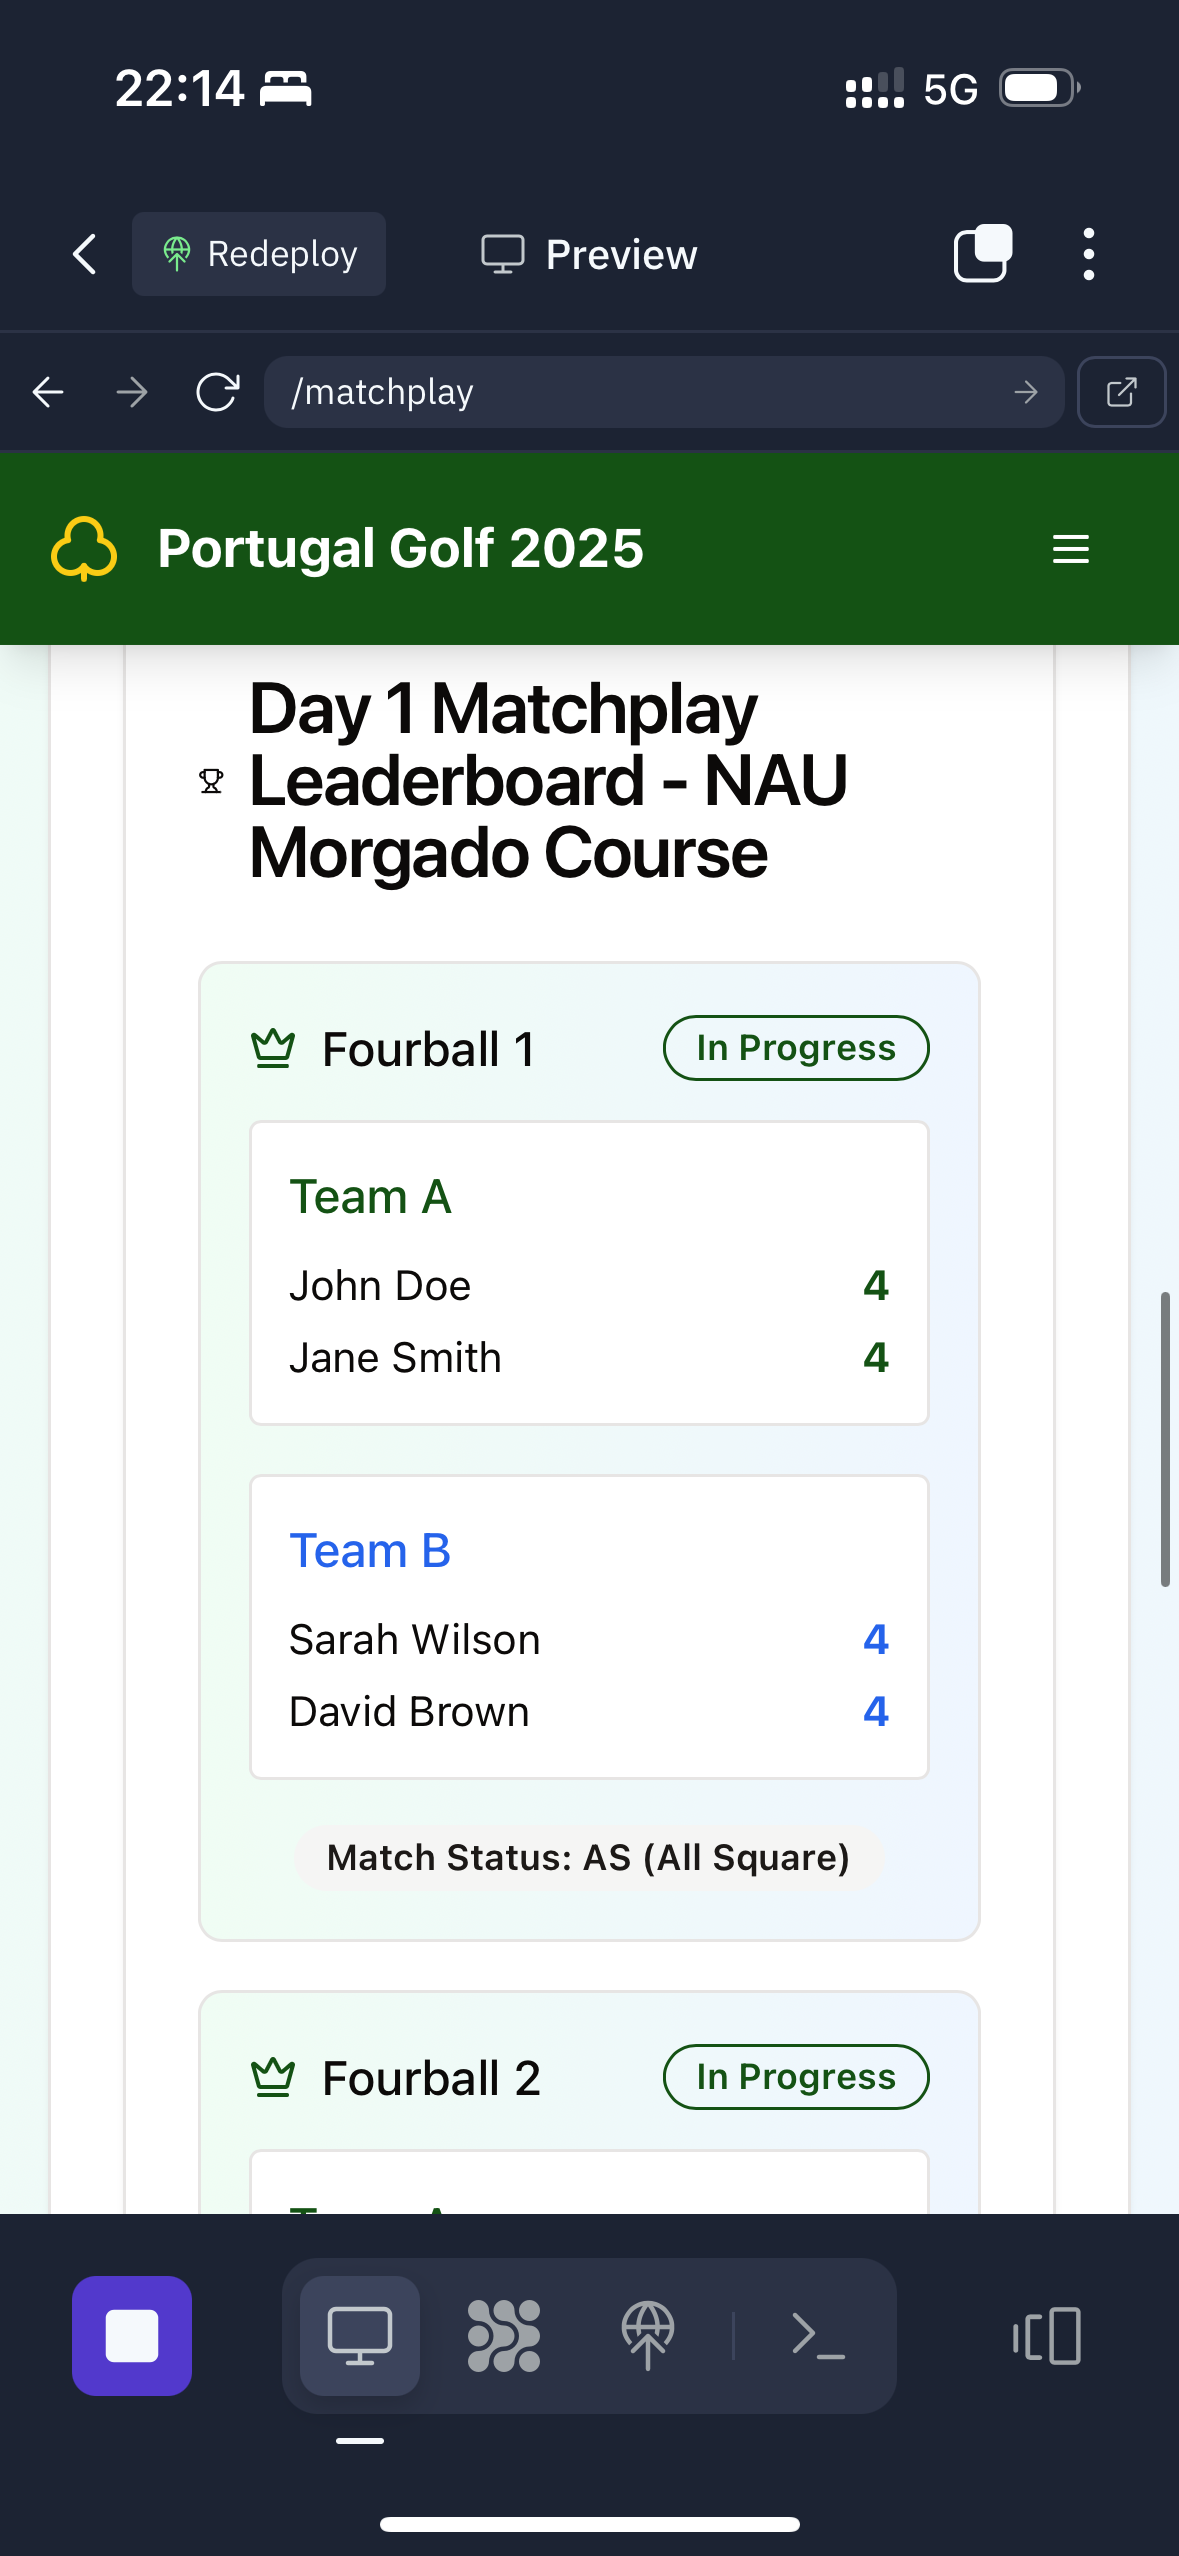 22:14
5G
Redeploy
Preview
/matchplay
Portugal Golf 2025
Day 1 Matchplay
Leaderboard - NAU
Morgado Course
Fourball 1
In Progress
Team A
John Doe 4
Jane Smith 4
Team B
Sarah Wilson 4
David Brown 4
Match Status: AS (All Square)
Fourball 2
In Progress